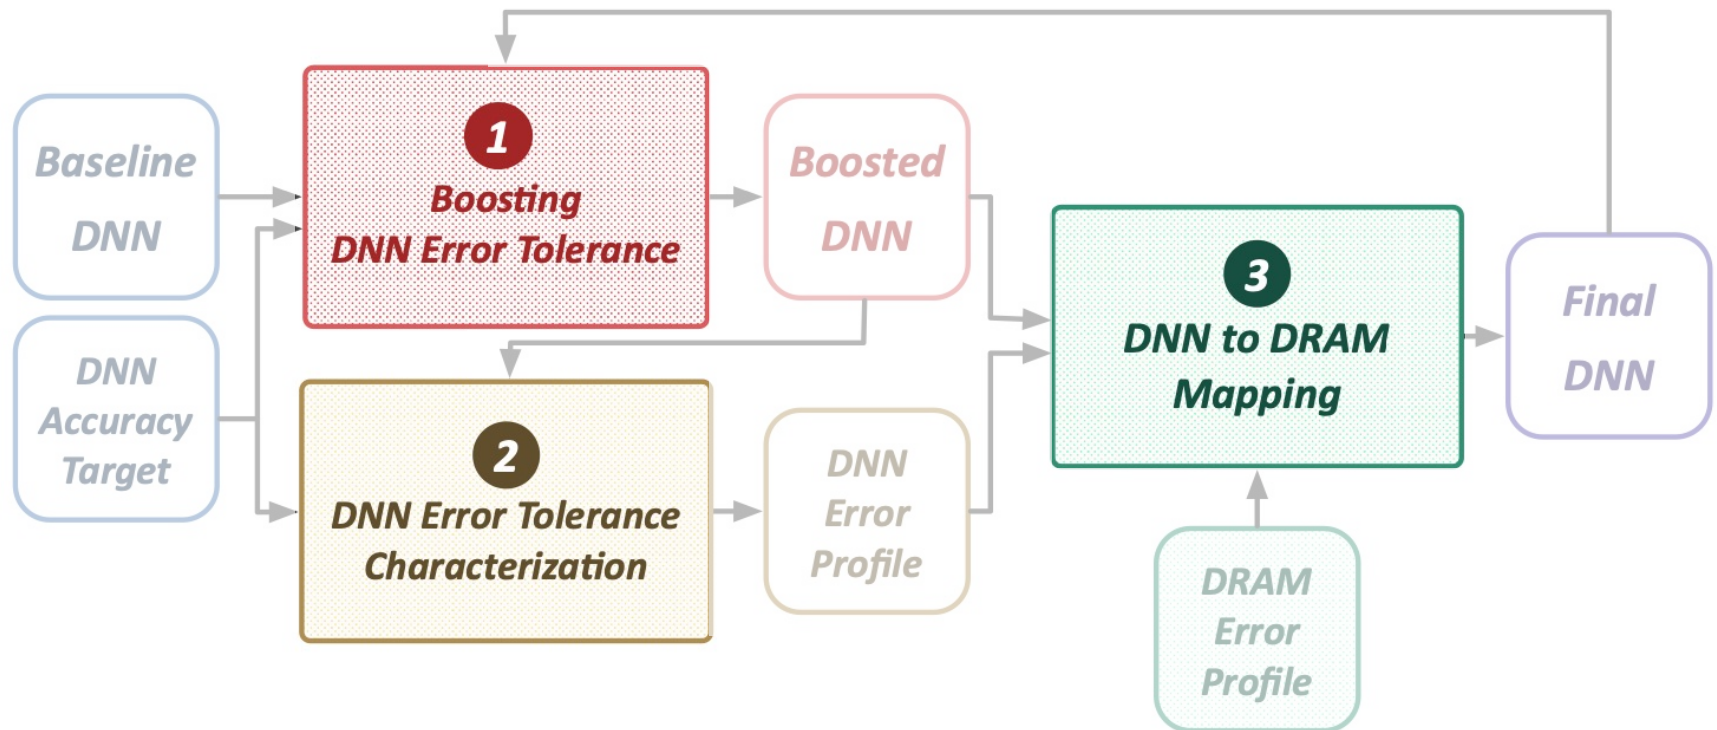 Baseline
DNN
DNN
Accuracy
Target
1
Boosting
DNN Error Tolerance
2
DNN Error Tolerance
Characterization
Boosted
DNN
DNN
Error
Profile
3
DNN to DRAM
Mapping
DRAM
Error
Profile
Final
DNN